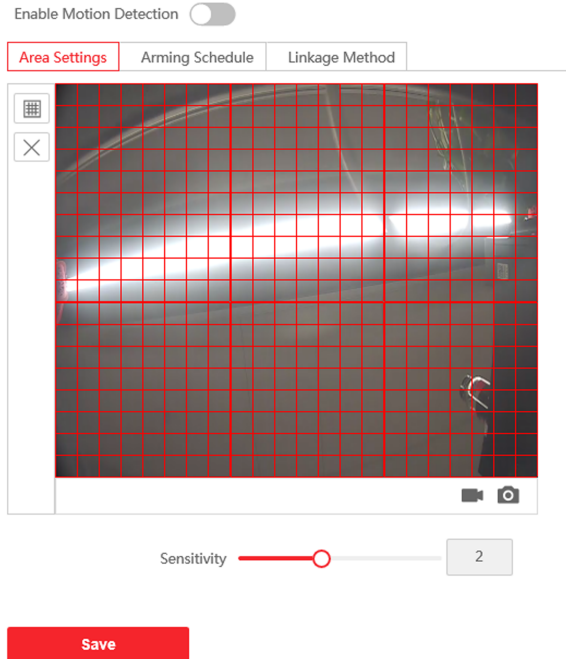 Enable Motion Detection
Area Settings Arming Schedule Linkage Method
Sensitivity 2
Save